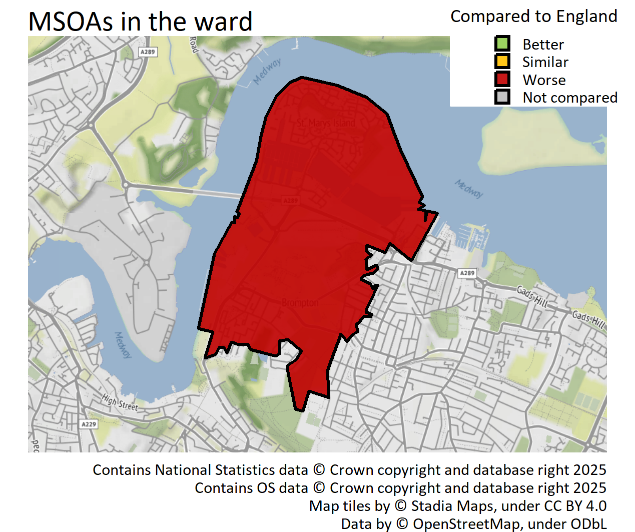 MSOAs in the ward
Compared to England
Better
Similar
Worse
Not compared
Road
A289
Medway
St Mary's Island
Medway
A289
Gads Hill
Gads Hill
Medway
High Street
A229
Contains National Statistics data © Crown copyright and database right 2025
Contains OS data © Crown copyright and database right 2025
Map tiles by © Stadia Maps, under CC BY 4.0
Data by © OpenStreetMap, under ODbL